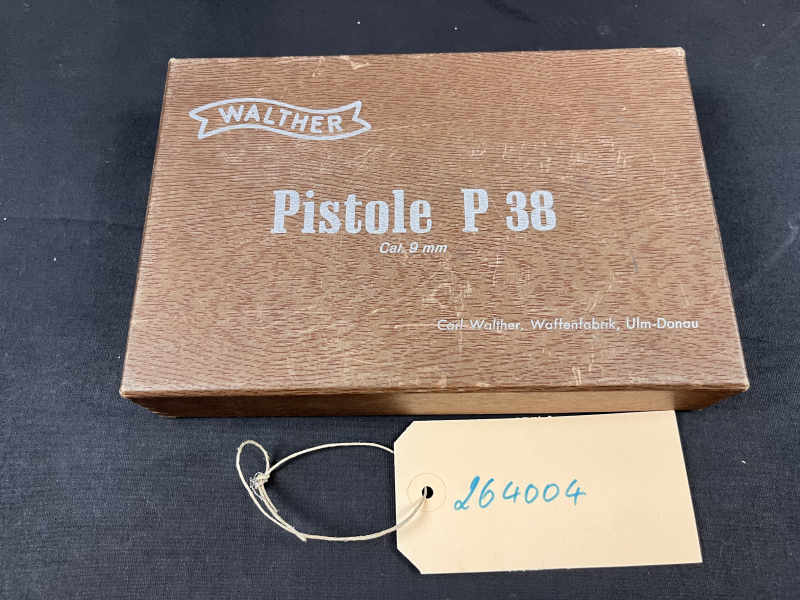 WALTHER
Pistole P 38
Cal. 9 mm
Carl Walther, Waffenfabrik, Ulm-Donau
264004